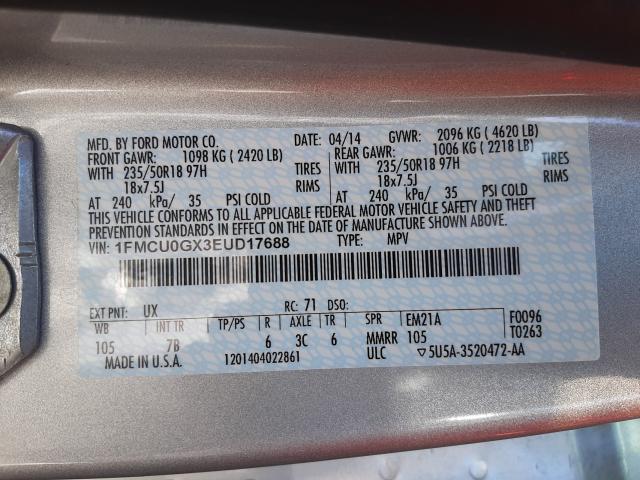 MFD. BY FORD MOTOR CO. 04/14 GVWR: 2096 KG ( 4620 LB)
FRONT GAWR: 1098 KG ( 2420 LB) REAR GAWR: 1006 KG ( 2218 LB)
WITH 235/50R18 97H TIRES WITH 235/50R18 97H TIRES
18x7.5J RIMS 18x7.5J RIMS
AT 240 kPa/ 35 PSI COLD AT 240 kPa/ 35 PSI COLD
THIS VEHICLE CONFORMS TO ALL APPLICABLE FEDERAL MOTOR VEHICLE SAFETY AND THEFT
PREVENTION STANDARDS IN EFFECT ON THE DATE OF MANUFACTURE SHOWN ABOVE.
VIN: 1FMCU0GX3EUD17688 TYPE: MPV
EXT PNT: UX RC: 71 DSO:
WB INT TR TP/PS R AXLE TR SPR EM21A F0096
105 7B 6 3C 6 MMRR 105 T0263
MADE IN U.S.A. 1201404022861 ULC ▽5U5A-3520472-AA